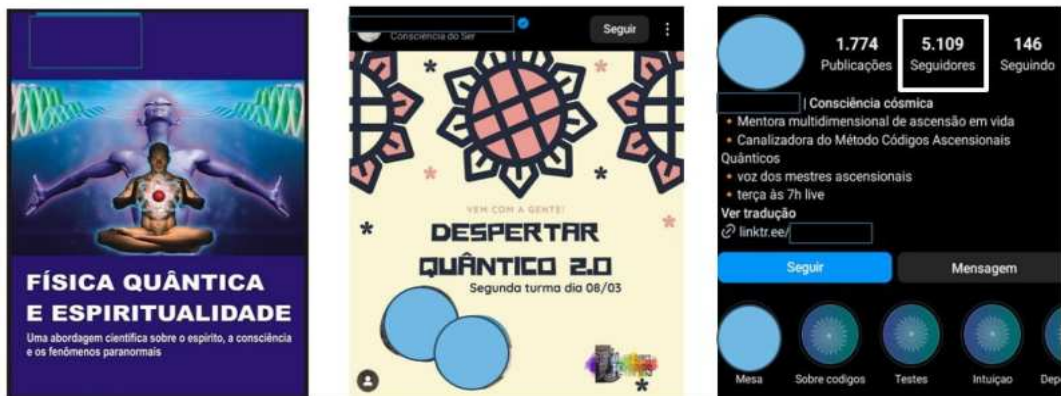 FÍSICA QUÂNTICA
E ESPIRITUALIDADE
Uma abordagem científica sobre o espírito, a consciência
e os fenômenos paranormais
Consciência do Ser
Seguir
VEM COM A GENTE!
DESPERTAR
QUÂNTICO 2.0
Segunda turma dia 08/03
1.774 5.109 146
Publicações Seguidores Seguindo
| Consciência cósmica
• Mentora multidimensional de ascensão em vida
• Canalizadora do Método Códigos Ascensionais
Quânticos
• voz dos mestres ascensionais
• terça às 7h live
Ver tradução
linktr.ee/
Seguir Mensagem
Mesa Sobre codigos Testes Intuiçao Depo